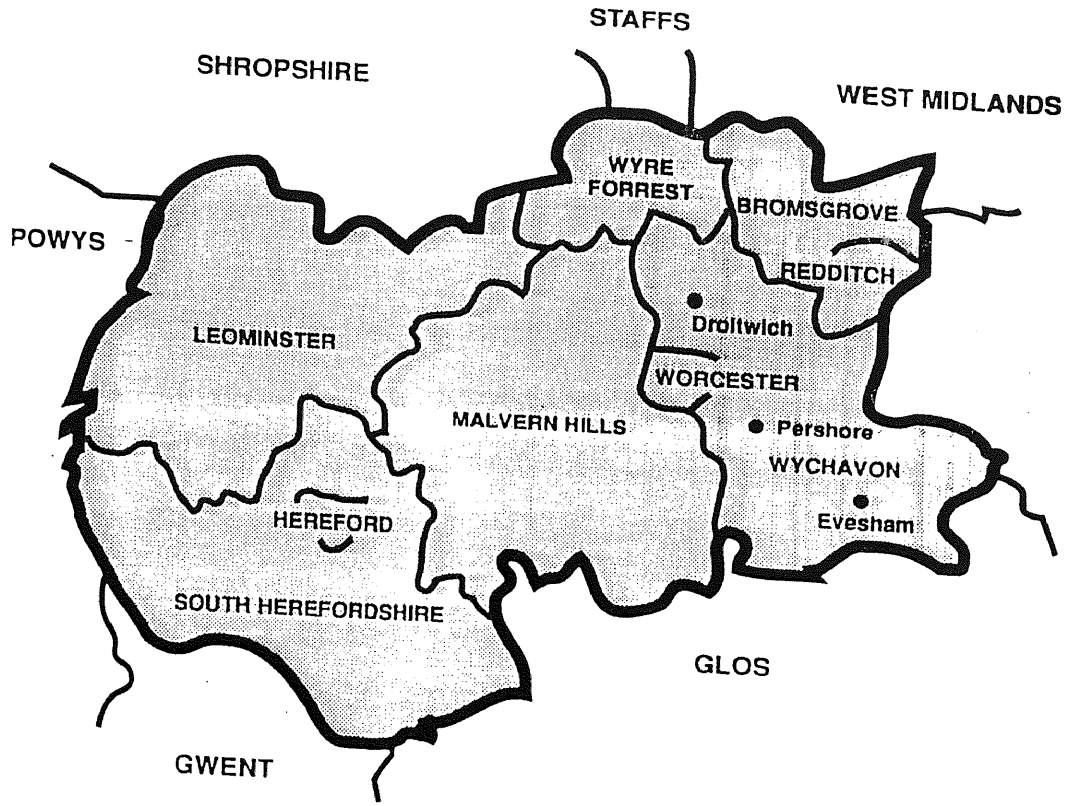 STAFFS
SHROPSHIRE
WEST MIDLANDS
WYRE
FORREST
BROMSGROVE
POWYS
REDDITCH
Droitwich
LEOMINSTER
WORCESTER
MALVERN HILLS
Pershore
WYCHAVON
HEREFORD
Evesham
SOUTH HEREFORDSHIRE
GLOS
GWENT